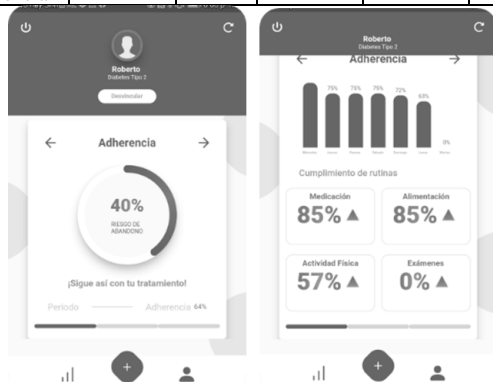 Roberto
Diabetes Tipo 2
Desvincular
Adherencia
40%
RIESGO DE
ABANDONO
¡Sigue así con tu tratamiento!
Periodo
Adherencia 64%
Roberto
Diabetes Tipo 2
Adherencia
75% 75% 75% 72% 63% 0%
Cumplimiento de rutinas
Medicación
85%
Alimentación
85%
Actividad Física
57%
Exámenes
0%